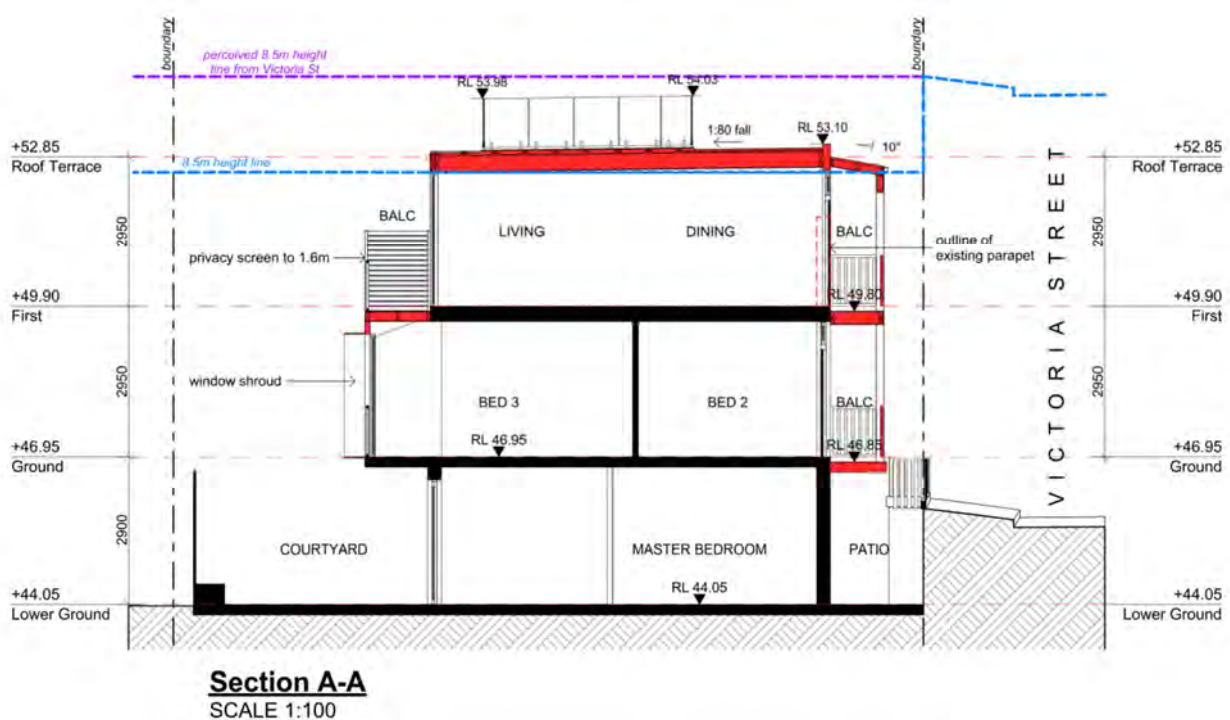 boundary
boundary
perceived 8.5m height
line from Victoria St
RL 53.98
RL 54.03
1:80 fall
RL 53.10
10°
+52.85
Roof Terrace
8.5m height line
+52.85
Roof Terrace
2950
BALC
LIVING
DINING
BALC
privacy screen to 1.6m
outline of
existing parapet
2950
VICTORIA STREET
+49.90
First
RL 49.80
+49.90
First
2950
window shroud
BED 3
BED 2
BALC
2950
+46.95
Ground
RL 46.95
RL 46.85
+46.95
Ground
2900
COURTYARD
MASTER BEDROOM
PATIO
RL 44.05
+44.05
Lower Ground
+44.05
Lower Ground
Section A-A
SCALE 1:100